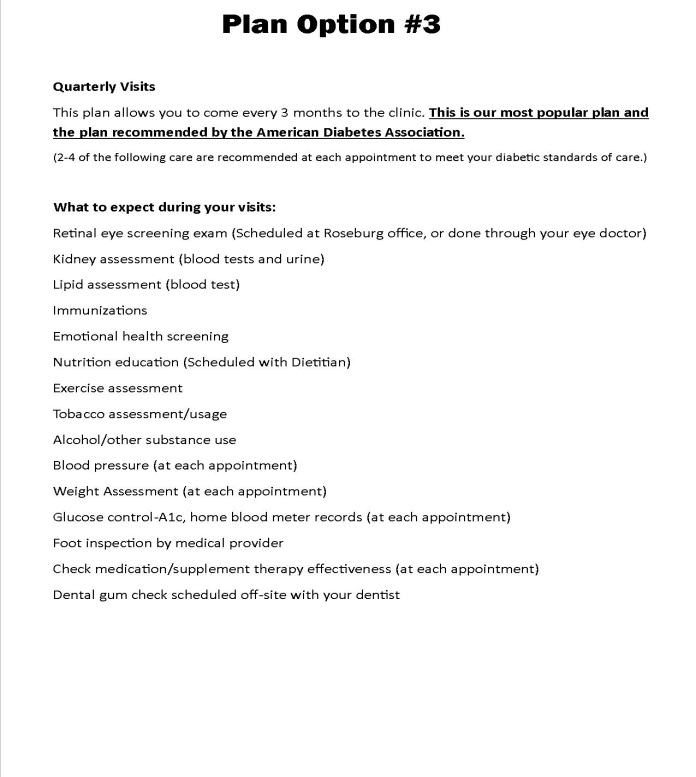 Plan Option #3
Quarterly Visits
This plan allows you to come every 3 months to the clinic. This is our most popular plan and
the plan recommended by the American Diabetes Association.
(2-4 of the following care are recommended at each appointment to meet your diabetic standards of care.)
What to expect during your visits:
Retinal eye screening exam (Scheduled at Roseburg office, or done through your eye doctor)
Kidney assessment (blood tests and urine)
Lipid assessment (blood test)
Immunizations
Emotional health screening
Nutrition education (Scheduled with Dietitian)
Exercise assessment
Tobacco assessment/usage
Alcohol/other substance use
Blood pressure (at each appointment)
Weight Assessment (at each appointment)
Glucose control-A1c, home blood meter records (at each appointment)
Foot inspection by medical provider
Check medication/supplement therapy effectiveness (at each appointment)
Dental gum check scheduled off-site with your dentist